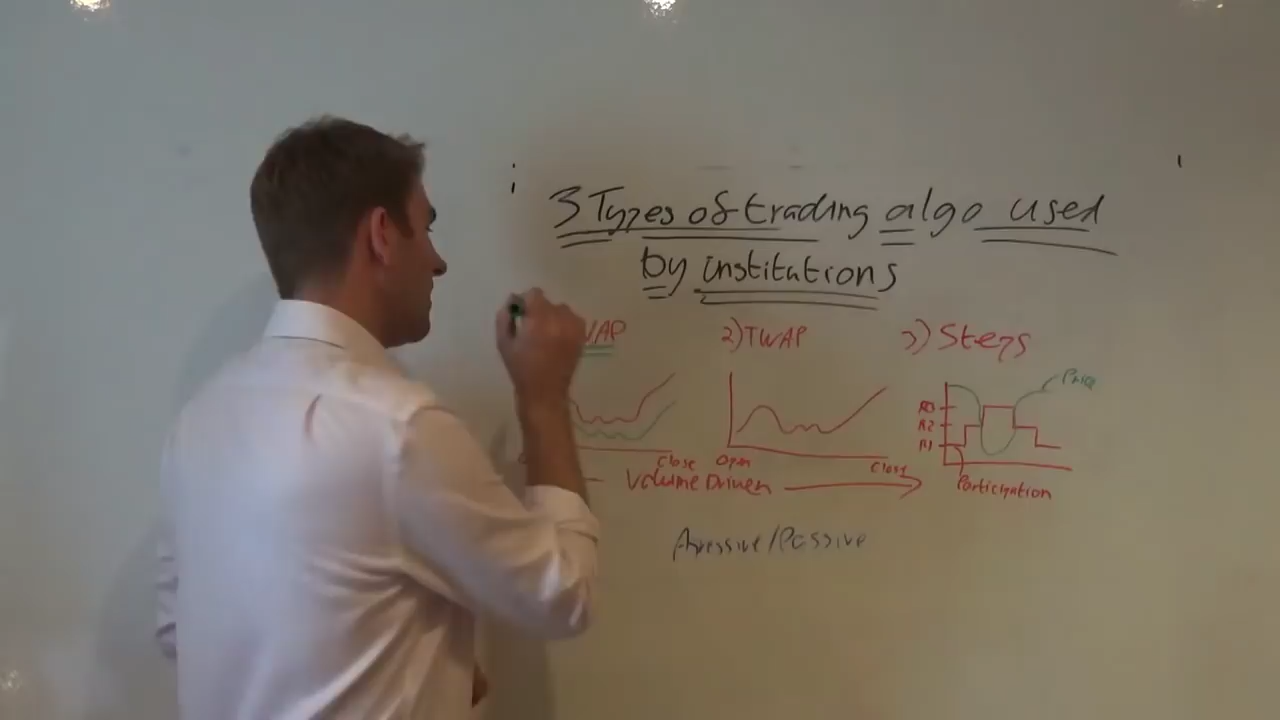 3 Types of trading algo used
by institutions
WAP
2) TWAP
3) Steps
Price
R3
R2
R1
Close
Open
Close
Volume Driven
Participation
/Passive